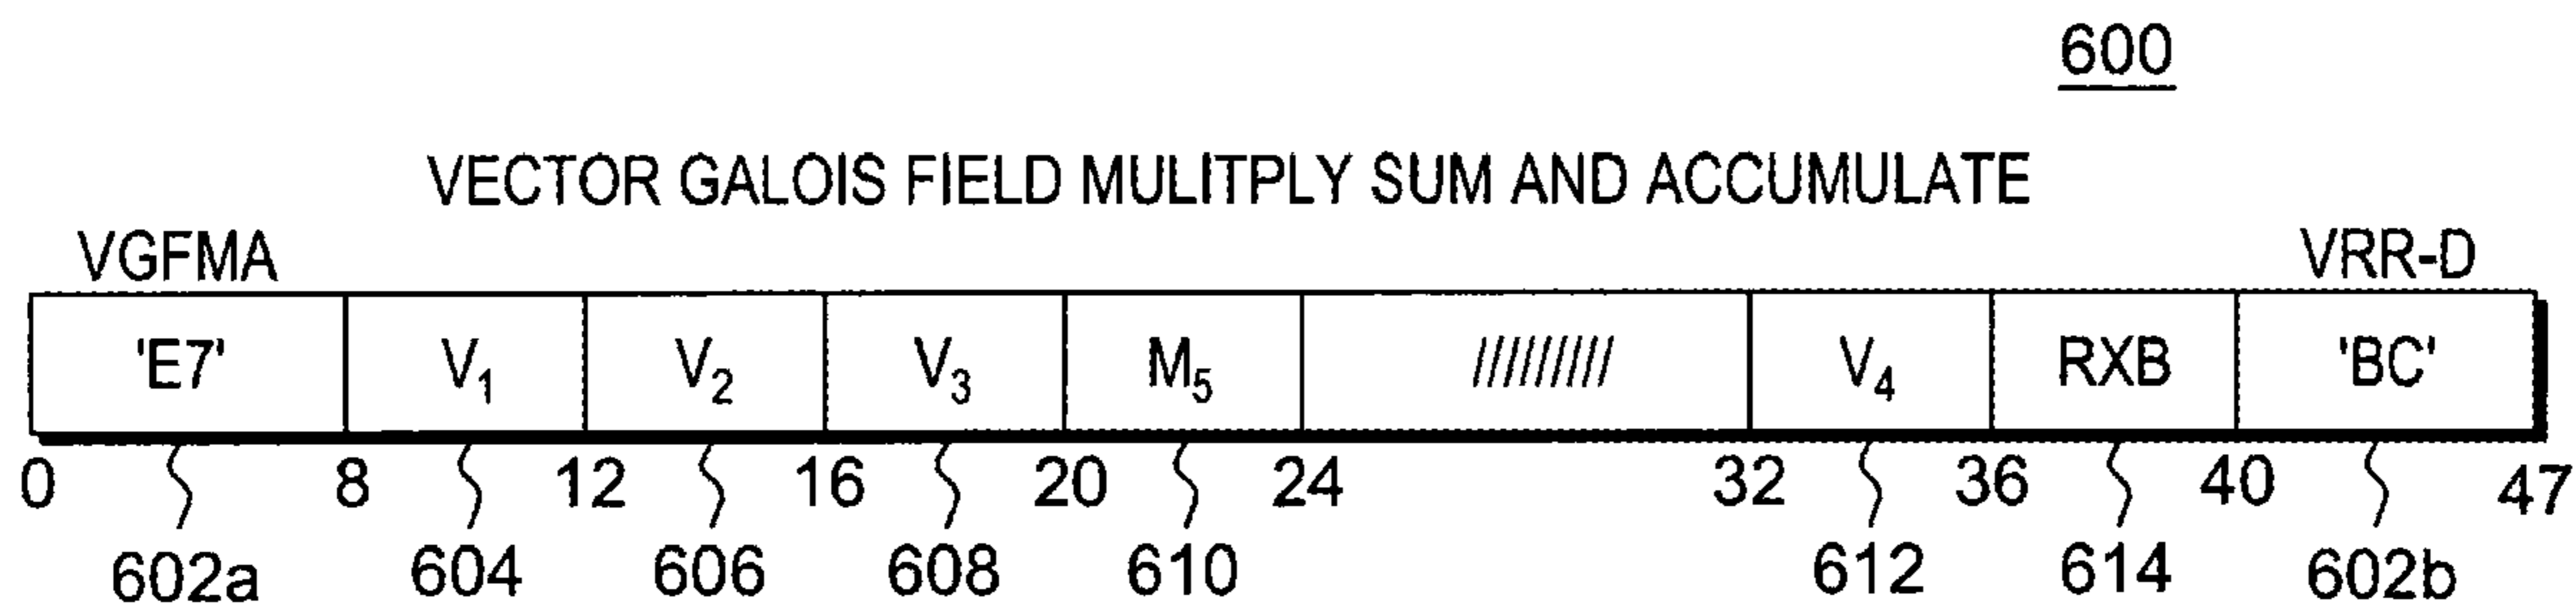 600
VECTOR GALOIS FIELD MULITPLY SUM AND ACCUMULATE
VGFMA VRR-D
'E7' V₁ V₂ V₃ M₅ ///////// V₄ RXB 'BC'
0 8 12 16 20 24 32 36 40 47
602a 604 606 608 610 612 614 602b